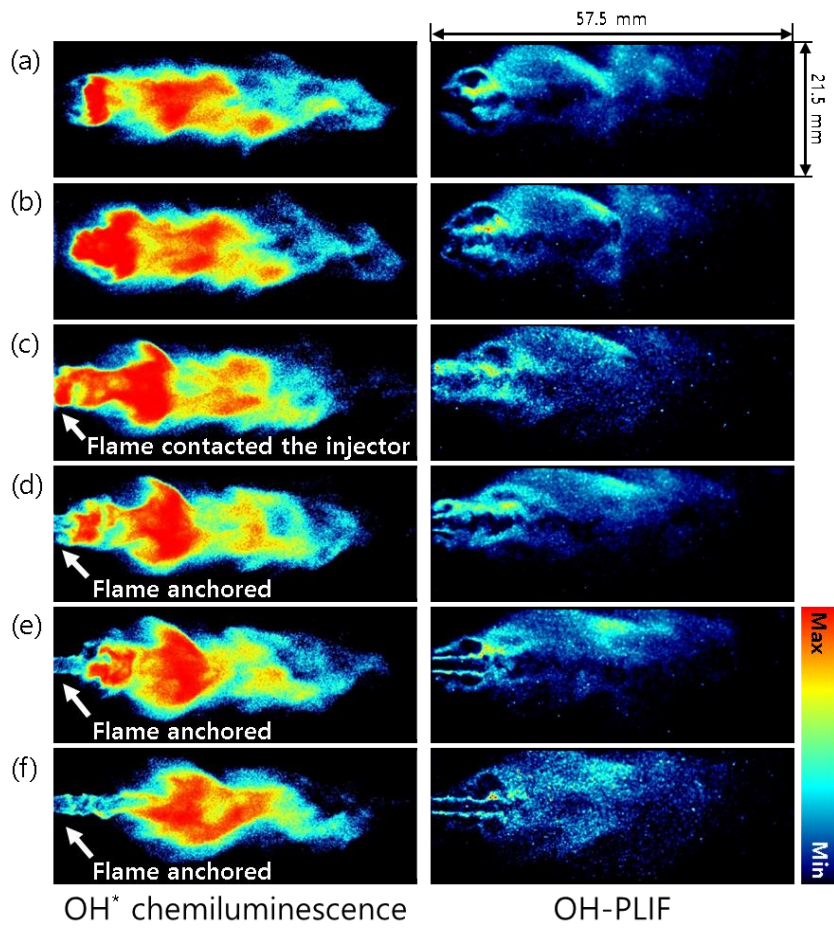 57.5 mm
(a)
21.5 mm
(b)
(c)
Flame contacted the injector
(d)
Flame anchored
(e)
Flame anchored
Max
(f)
Flame anchored
Min
OH* chemiluminescence
OH-PLIF